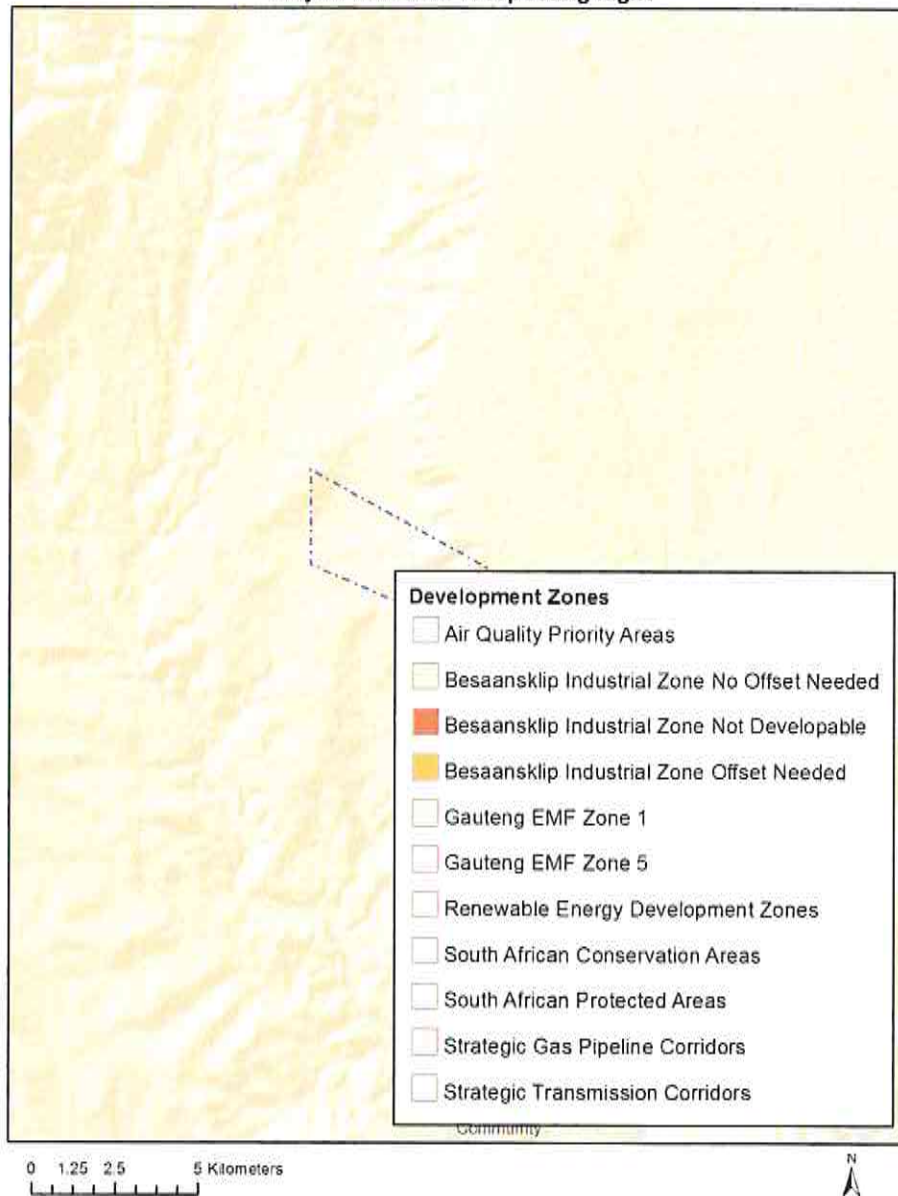 Development Zones
Air Quality Priority Areas
Besaansklip Industrial Zone No Offset Needed
Besaansklip Industrial Zone Not Developable
Besaansklip Industrial Zone Offset Needed
Gauteng EMF Zone 1
Gauteng EMF Zone 5
Renewable Energy Development Zones
South African Conservation Areas
South African Protected Areas
Strategic Gas Pipeline Corridors
Strategic Transmission Corridors
Community
0 1.25 2.5 5 Kilometers
N